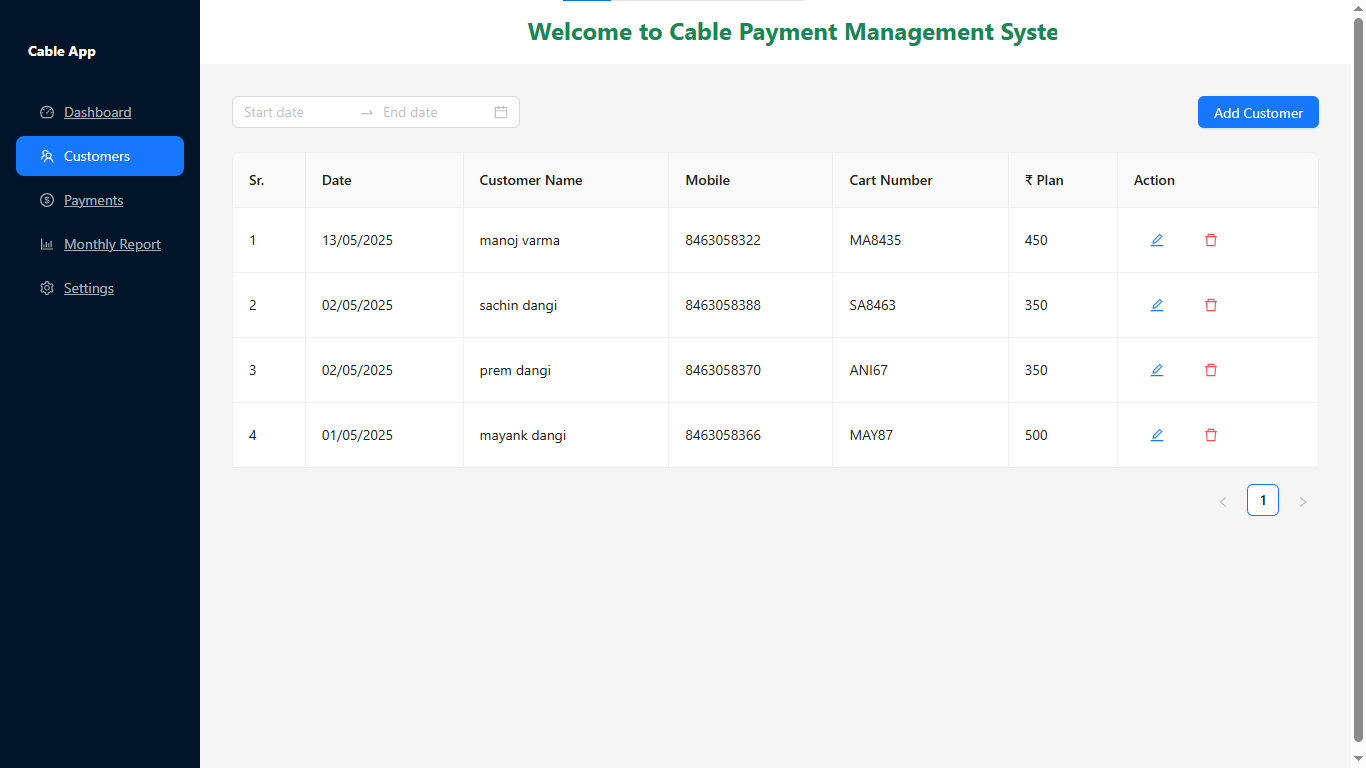 Welcome to Cable Payment Management Syste
Cable App
Dashboard
Customers
Payments
Monthly Report
Settings
Start date End date
Add Customer
Sr. Date Customer Name Mobile Cart Number ₹ Plan Action
1 13/05/2025 manoj varma 8463058322 MA8435 450
2 02/05/2025 sachin dangi 8463058388 SA8463 350
3 02/05/2025 prem dangi 8463058370 ANI67 350
4 01/05/2025 mayank dangi 8463058366 MAY87 500
1